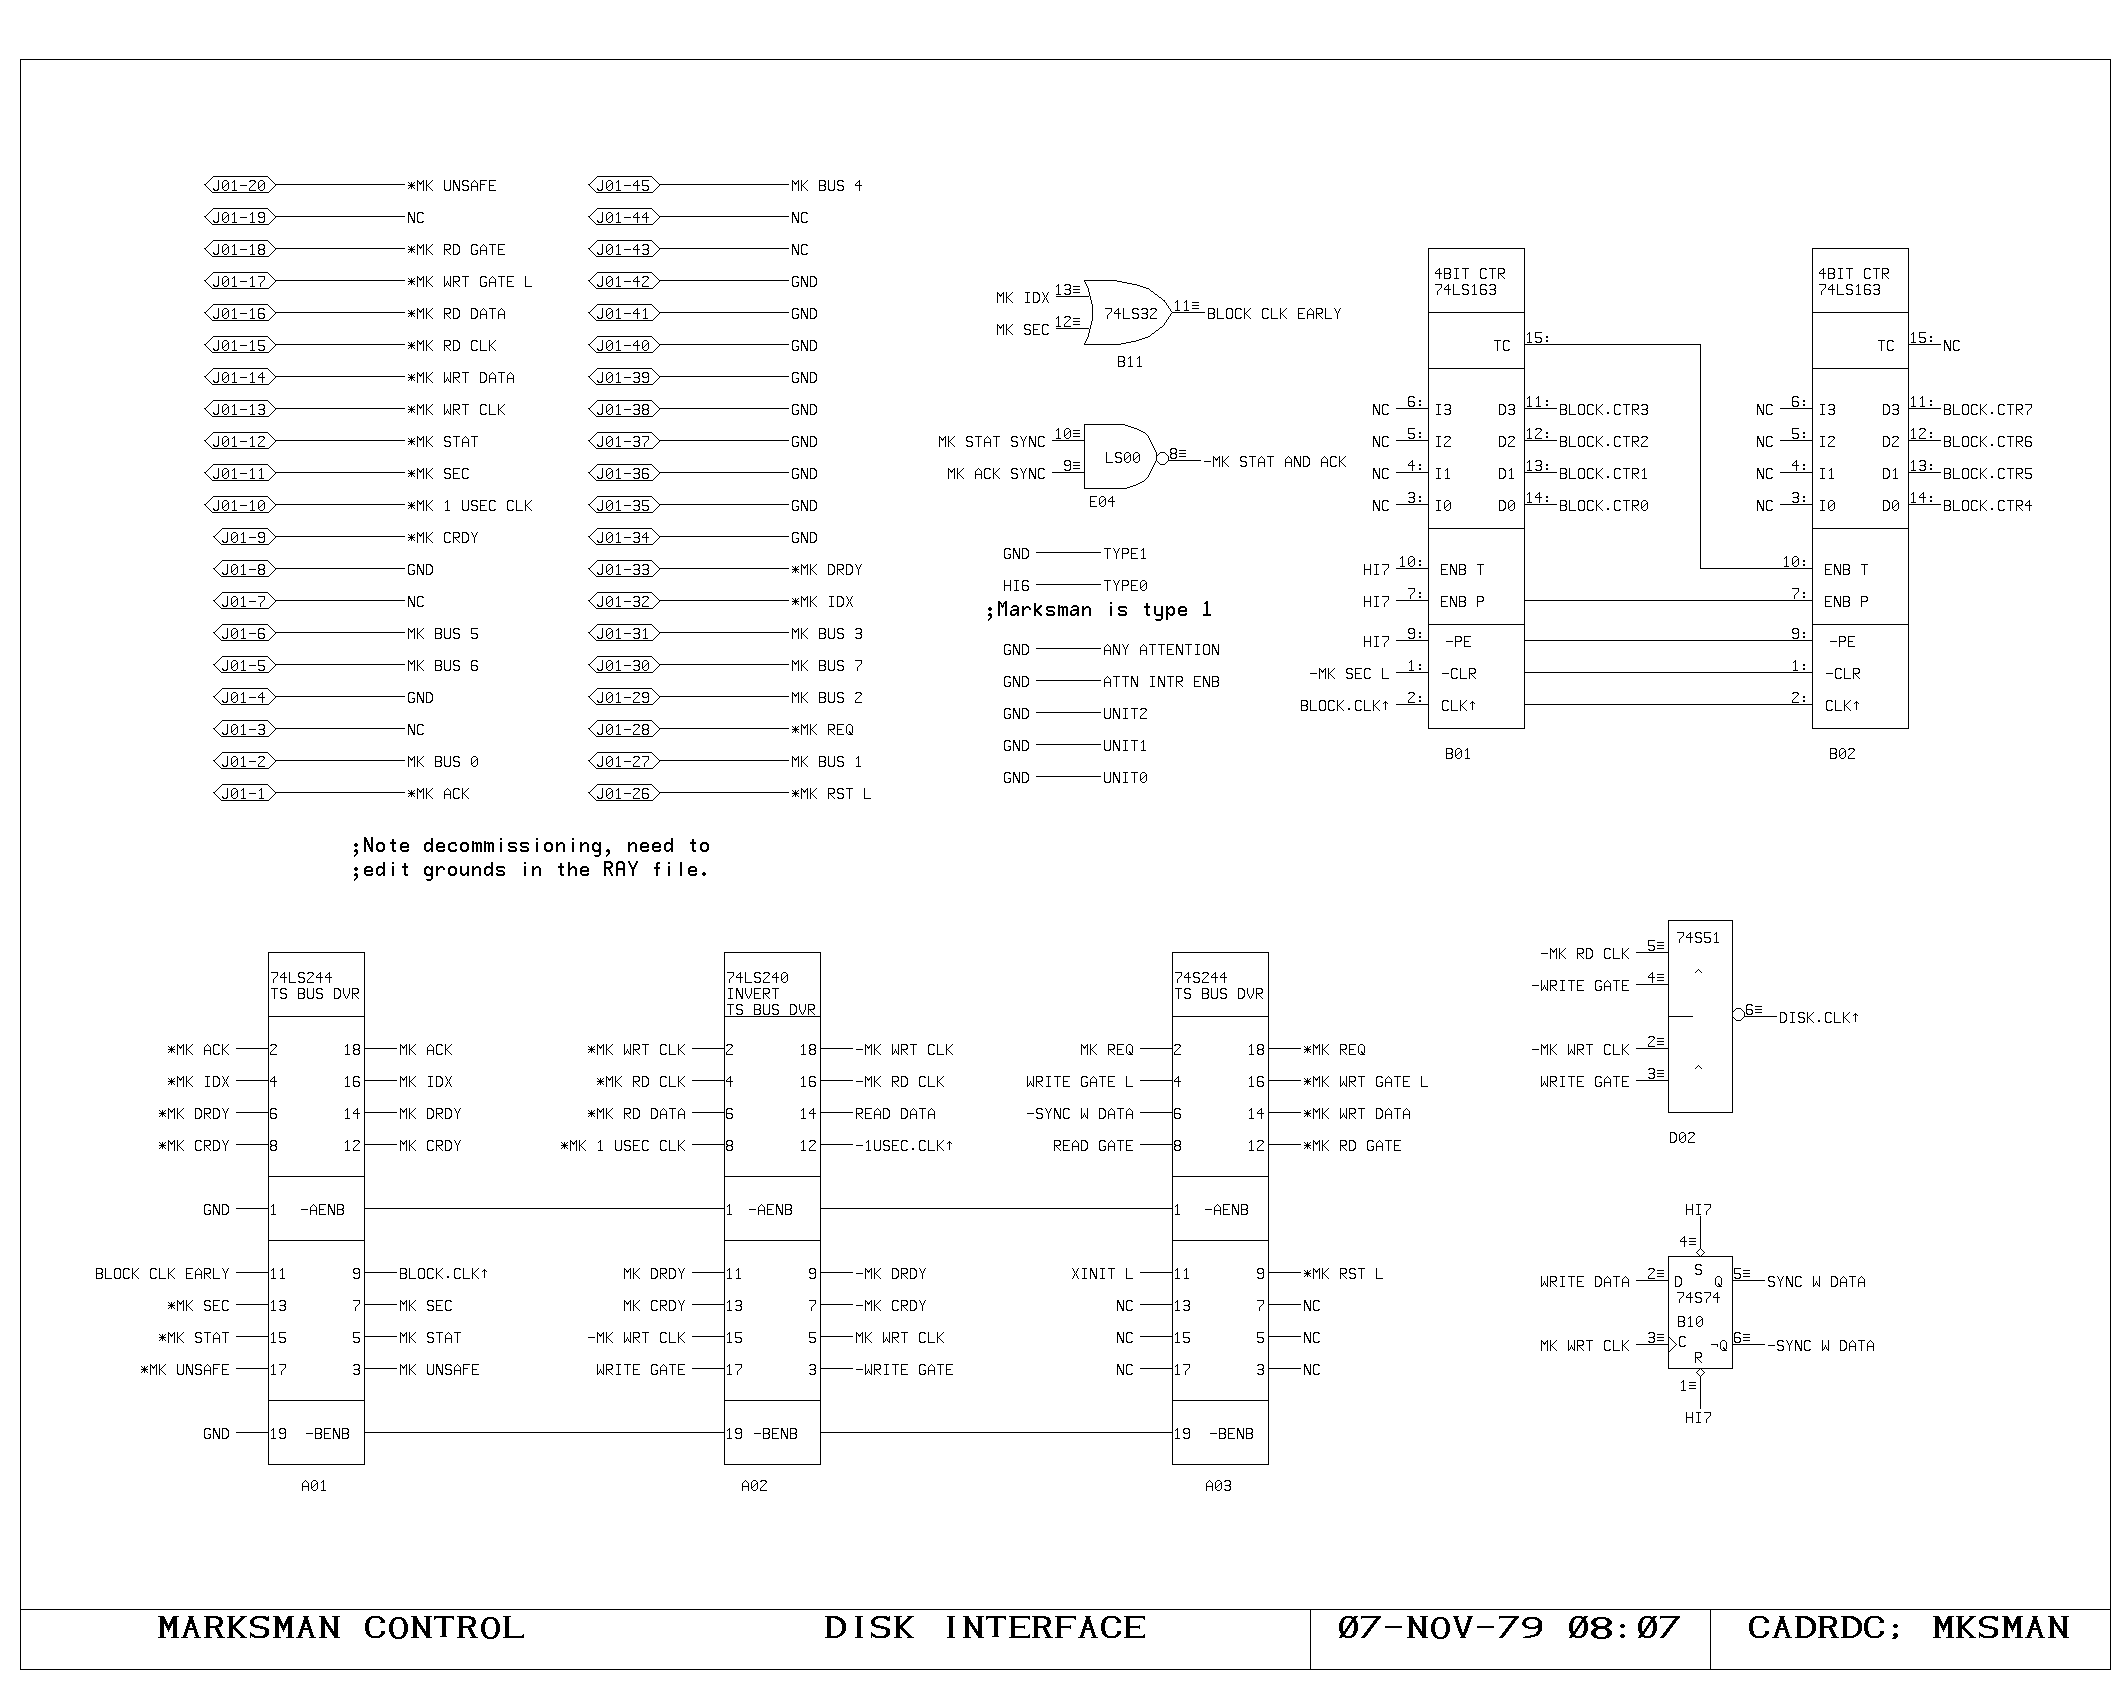 J01-20 *MK UNSAFE
J01-19 NC
J01-18 *MK RD GATE
J01-17 *MK WRT GATE L
J01-16 *MK RD DATA
J01-15 *MK RD CLK
J01-14 *MK WRT DATA
J01-13 *MK WRT CLK
J01-12 *MK STAT
J01-11 *MK SEC
J01-10 *MK 1 USEC CLK
J01-9 *MK CRDY
J01-8 GND
J01-7 NC
J01-6 MK BUS 5
J01-5 MK BUS 6
J01-4 GND
J01-3 NC
J01-2 MK BUS 0
J01-1 *MK ACK
J01-45 MK BUS 4
J01-44 NC
J01-43 NC
J01-42 GND
J01-41 GND
J01-40 GND
J01-39 GND
J01-38 GND
J01-37 GND
J01-36 GND
J01-35 GND
J01-34 GND
J01-33 *MK DRDY
J01-32 *MK IDX
J01-31 MK BUS 3
J01-30 MK BUS 7
J01-29 MK BUS 2
J01-28 *MK REQ
J01-27 MK BUS 1
J01-26 *MK RST L
;Note decommissioning, need to
;edit grounds in the RAY file.
MK IDX 13≡
74LS32 11≡ BLOCK CLK EARLY
MK SEC 12≡
B11
MK STAT SYNC 10≡
LS00 8≡ -MK STAT AND ACK
MK ACK SYNC 9≡
E04
GND TYPE1
HI6 TYPE0
;Marksman is type 1
GND ANY ATTENTION
GND ATTN INTR ENB
GND UNIT2
GND UNIT1
GND UNIT0
4BIT CTR
74LS163
TC 15:
NC 6: I3 D3 11: BLOCK.CTR3
NC 5: I2 D2 12: BLOCK.CTR2
NC 4: I1 D1 13: BLOCK.CTR1
NC 3: I0 D0 14: BLOCK.CTR0
HI7 10: ENB T
HI7 7: ENB P
HI7 9: -PE
-MK SEC L 1: -CLR
BLOCK.CLK↑ 2: CLK↑
B01
4BIT CTR
74LS163
TC 15: NC
NC 6: I3 D3 11: BLOCK.CTR7
NC 5: I2 D2 12: BLOCK.CTR6
NC 4: I1 D1 13: BLOCK.CTR5
NC 3: I0 D0 14: BLOCK.CTR4
10: ENB T
7: ENB P
9: -PE
1: -CLR
2: CLK↑
B02
74LS244
TS BUS DVR
*MK ACK 2 18 MK ACK
*MK IDX 4 16 MK IDX
*MK DRDY 6 14 MK DRDY
*MK CRDY 8 12 MK CRDY
GND 1 -AENB
BLOCK CLK EARLY 11 9 BLOCK.CLK↑
*MK SEC 13 7 MK SEC
*MK STAT 15 5 MK STAT
*MK UNSAFE 17 3 MK UNSAFE
GND 19 -BENB
A01
74LS240
INVERT
TS BUS DVR
*MK WRT CLK 2 18 -MK WRT CLK
*MK RD CLK 4 16 -MK RD CLK
*MK RD DATA 6 14 READ DATA
*MK 1 USEC CLK 8 12 -1USEC.CLK↑
1 -AENB
MK DRDY 11 9 -MK DRDY
MK CRDY 13 7 -MK CRDY
-MK WRT CLK 15 5 MK WRT CLK
WRITE GATE 17 3 -WRITE GATE
19 -BENB
A02
74S244
TS BUS DVR
MK REQ 2 18 *MK REQ
WRITE GATE L 4 16 *MK WRT GATE L
-SYNC W DATA 6 14 *MK WRT DATA
READ GATE 8 12 *MK RD GATE
1 -AENB
XINIT L 11 9 *MK RST L
NC 13 7 NC
NC 15 5 NC
NC 17 3 NC
19 -BENB
A03
74S51
-MK RD CLK 5≡
-WRITE GATE 4≡ ^
6≡ DISK.CLK↑
-MK WRT CLK 2≡
WRITE GATE 3≡ ^
D02
HI7
4≡
S
WRITE DATA 2≡ D Q 5≡ SYNC W DATA
74S74
B10
MK WRT CLK 3≡ C ¬Q 6≡ -SYNC W DATA
R
1≡
HI7
MARKSMAN CONTROL DISK INTERFACE 07-NOV-79 08:07 CADRDC; MKSMAN